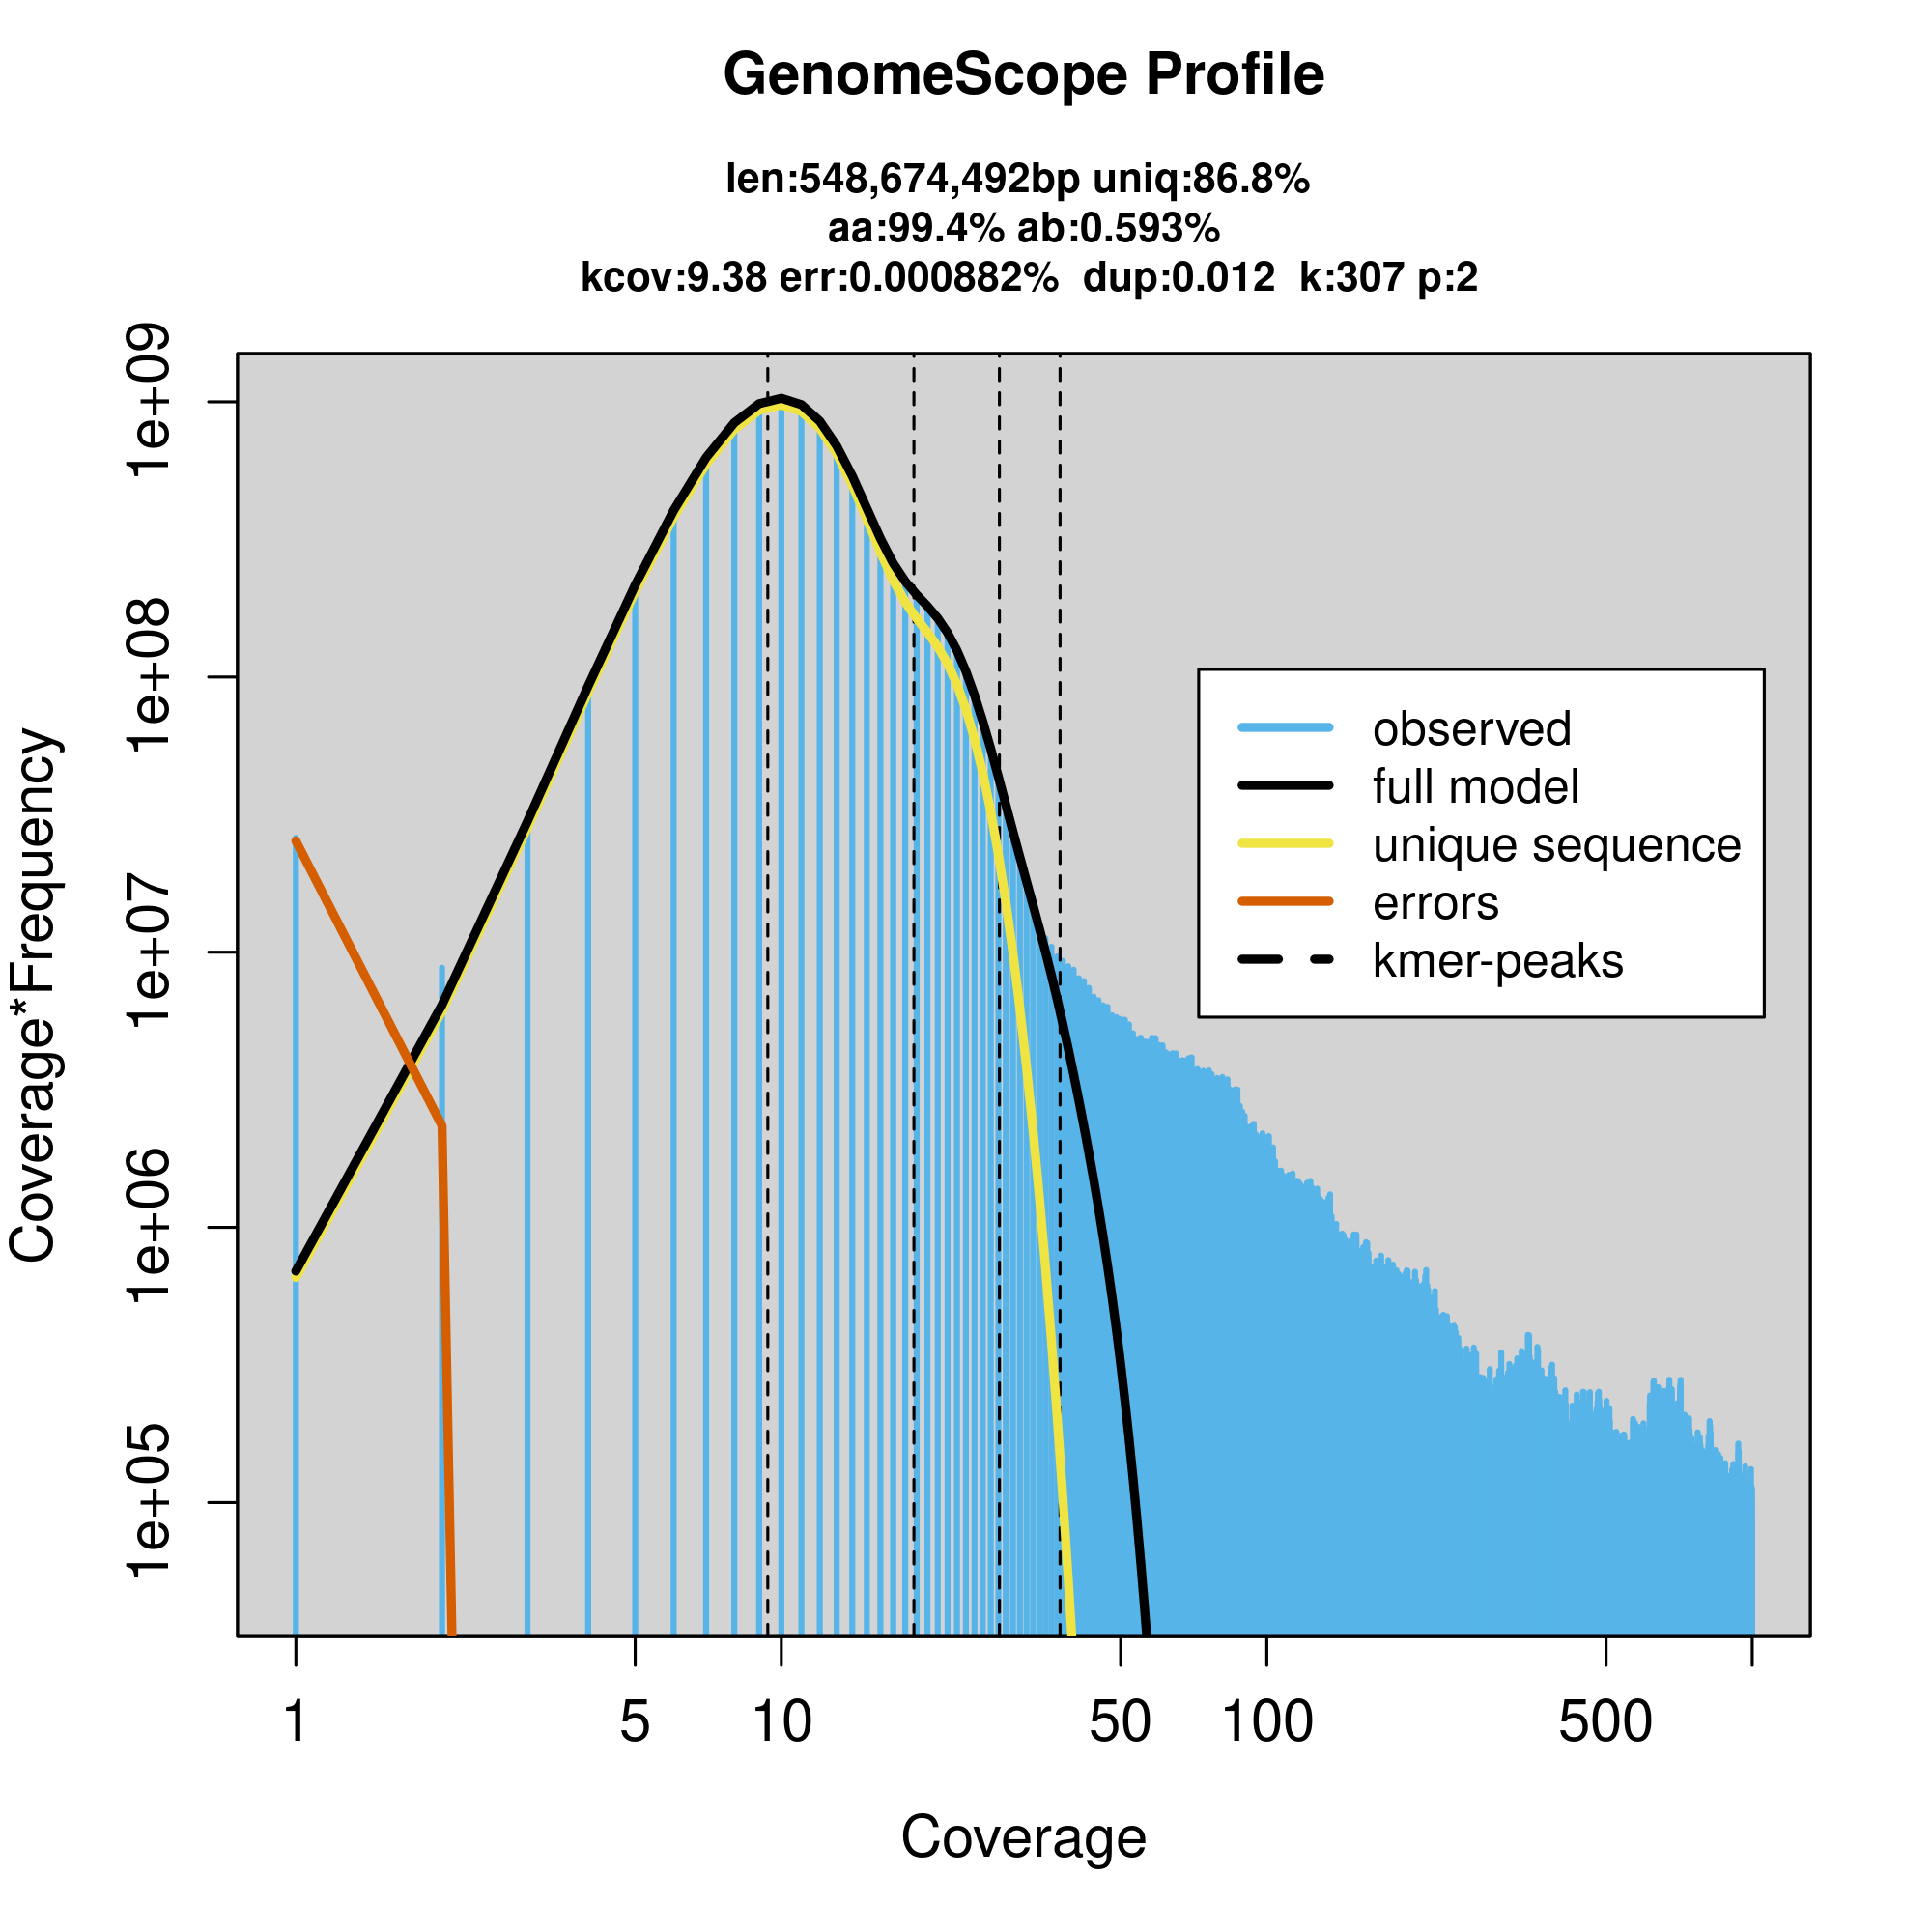 GenomeScope Profile
len:548,674,492bp uniq:86.8%
aa:99.4% ab:0.593%
kcov:9.38 err:0.000882% dup:0.012 k:307 p:2
Coverage*Frequency
1e+09
1e+08
1e+07
1e+06
1e+05
observed
full model
unique sequence
errors
kmer-peaks
1 5 10 50 100 500
Coverage